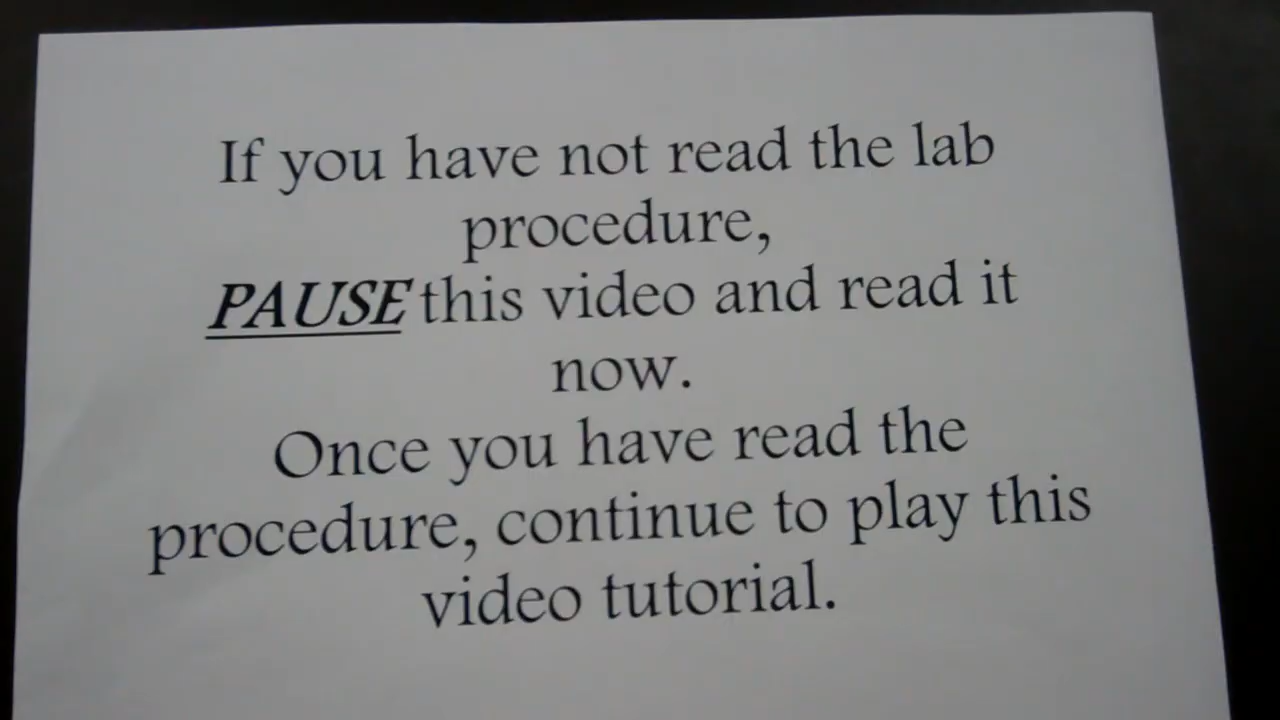 If you have not read the lab
procedure,
PAUSE this video and read it
now.
Once you have read the
procedure, continue to play this
video tutorial.